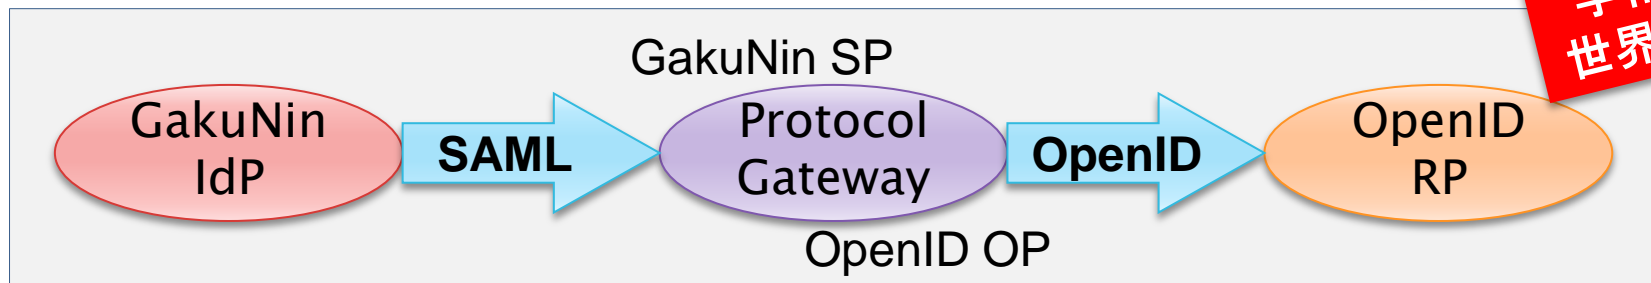 世界
GakuNin SP
GakuNin
IdP
SAML
Protocol
Gateway
OpenID
OpenID
RP
OpenID OP